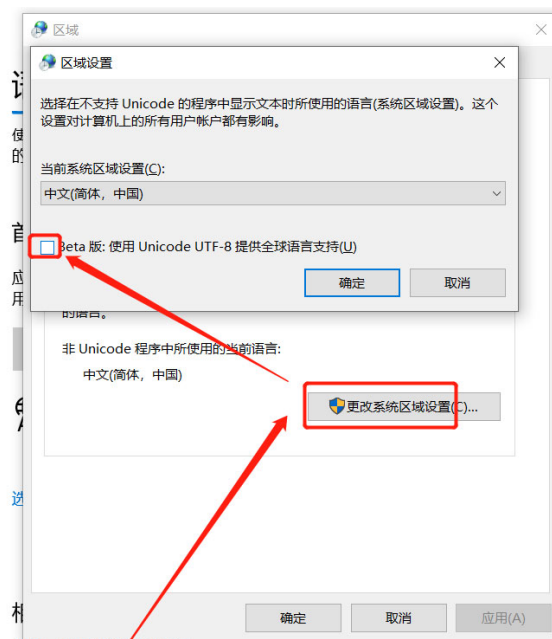 区域
区域设置
选择在不支持 Unicode 的程序中显示文本时所使用的语言(系统区域设置)。这个
设置对计算机上的所有用户帐户都有影响。
当前系统区域设置(C):
中文(简体，中国)
Beta 版: 使用 Unicode UTF-8 提供全球语言支持(U)
确定
取消
的语言。
非 Unicode 程序中所使用的当前语言:
中文(简体，中国)
更改系统区域设置(C)...
确定
取消
应用(A)
使
的
首
应
用
选